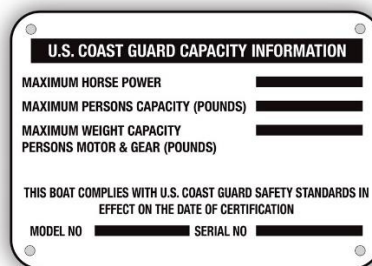 U.S. COAST GUARD CAPACITY INFORMATION
MAXIMUM HORSE POWER
MAXIMUM PERSONS CAPACITY (POUNDS)
MAXIMUM WEIGHT CAPACITY
PERSONS MOTOR & GEAR (POUNDS)
THIS BOAT COMPLIES WITH U.S. COAST GUARD SAFETY STANDARDS IN
EFFECT ON THE DATE OF CERTIFICATION
MODEL NO SERIAL NO